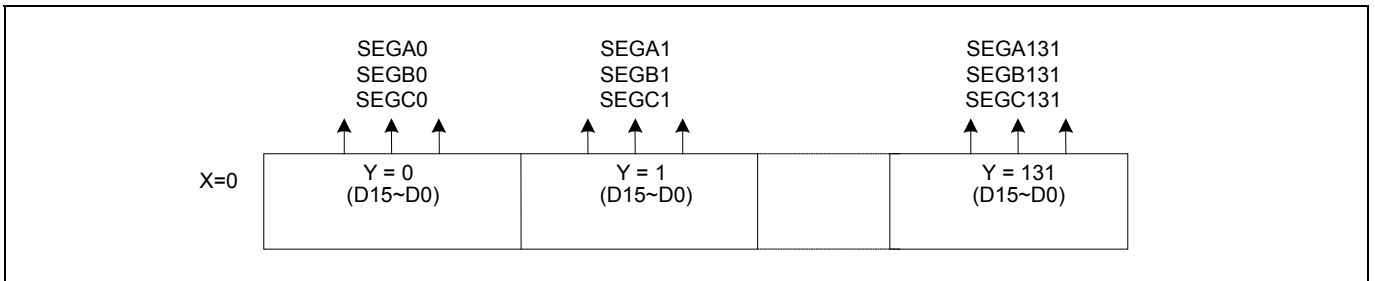 SEGA0 SEGA1 SEGA131
SEGB0 SEGB1 SEGB131
SEGC0 SEGC1 SEGC131
X=0 Y = 0 Y = 1 Y = 131
(D15~D0) (D15~D0) (D15~D0)